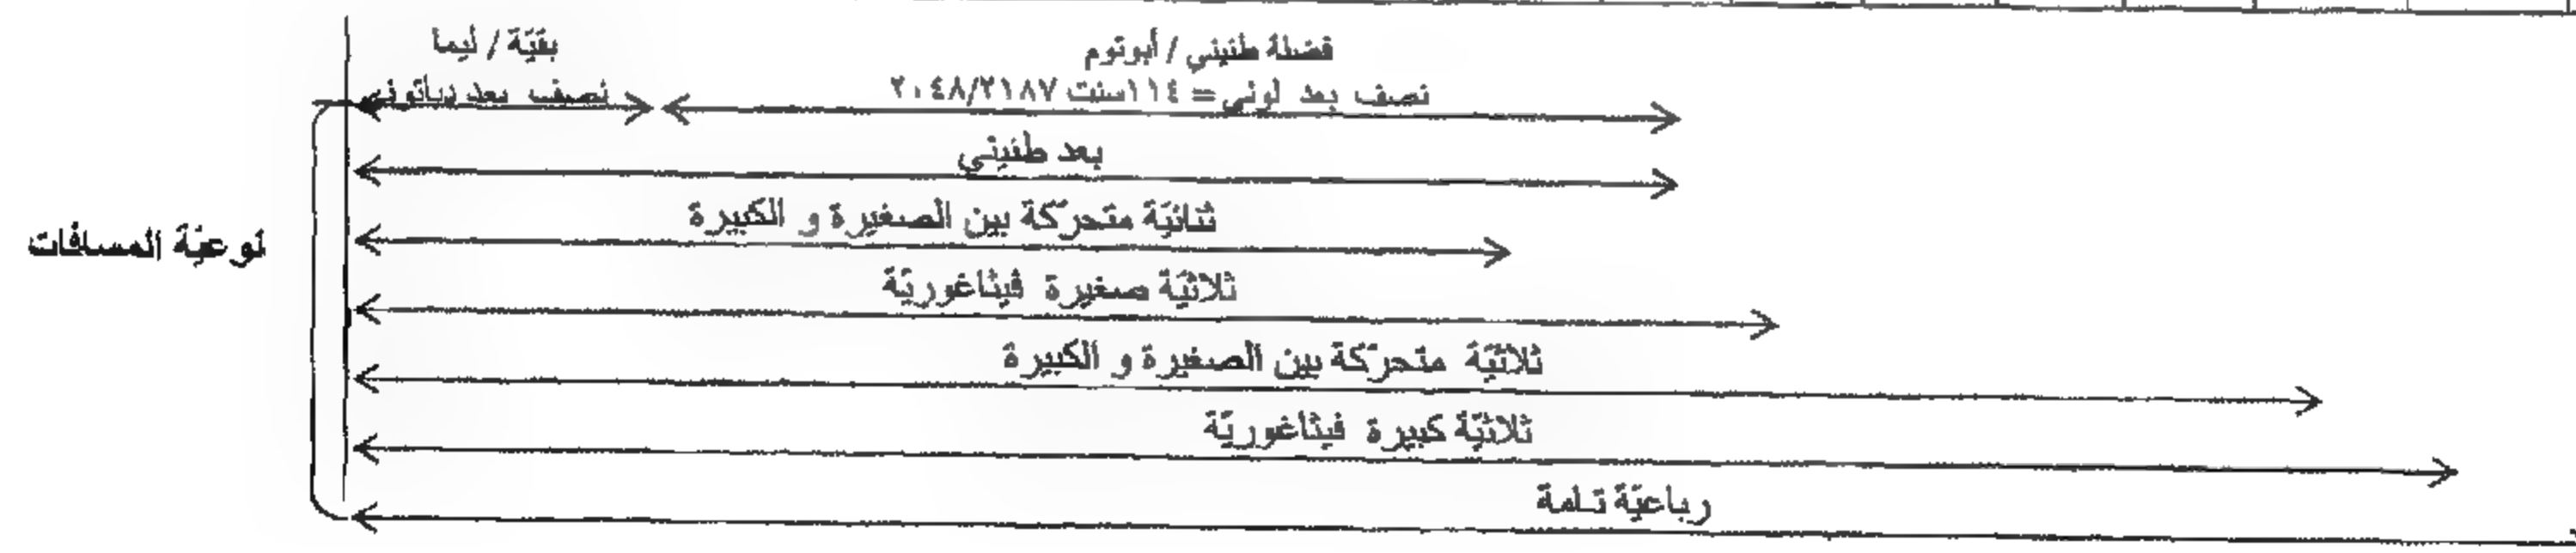 بقيّة / ليما
نصف بعد دياتوني
فضلة طنيني / أبوتوم
نصف بعد لوني = ١١٤سنت ٢٠٤٨/٢١٨٧
بعد طنيني
ثنائيّة متحرّكة بين الصغيرة و الكبيرة
نوعيّة المسافات
ثلاثيّة صغيرة فيثاغوريّة
ثلاثيّة متحرّكة بين الصغيرة و الكبيرة
ثلاثيّة كبيرة فيثاغوريّة
رباعيّة تامة